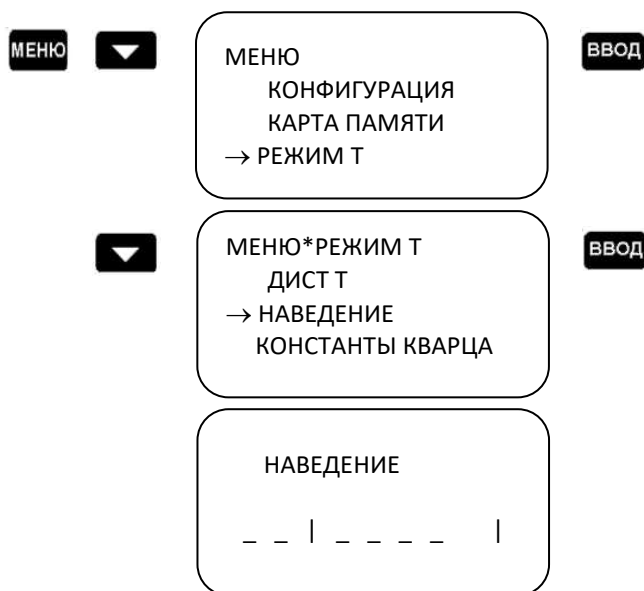 МЕНЮ
МЕНЮ
КОНФИГУРАЦИЯ
КАРТА ПАМЯТИ
→ РЕЖИМ Т
ВВОД
МЕНЮ*РЕЖИМ Т
ДИСТ Т
→ НАВЕДЕНИЕ
КОНСТАНТЫ КВАРЦА
ВВОД
НАВЕДЕНИЕ
_ _ | _ _ _ _ |